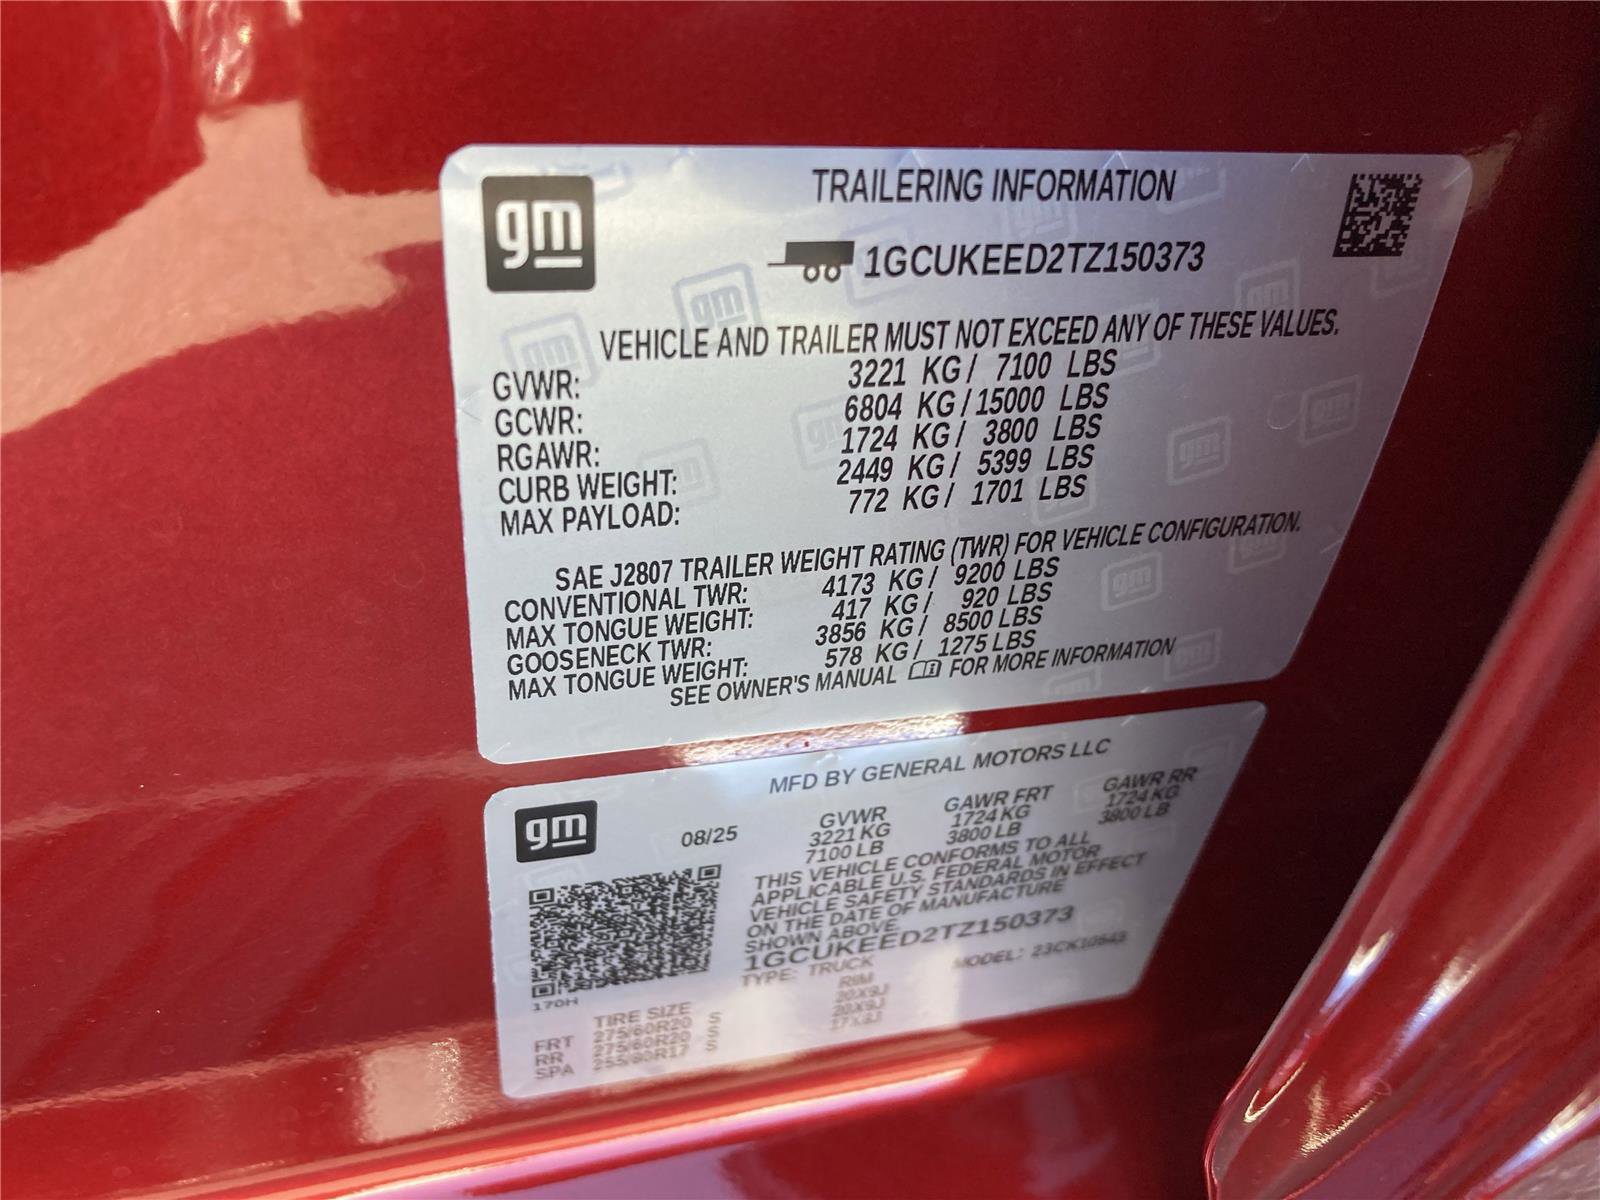 gm
TRAILERING INFORMATION
1GCUKEED2TZ150373
VEHICLE AND TRAILER MUST NOT EXCEED ANY OF THESE VALUES.
GVWR: 3221 KG / 7100 LBS
GCWR: 6804 KG / 15000 LBS
RGAWR: 1724 KG / 3800 LBS
CURB WEIGHT: 2449 KG / 5399 LBS
MAX PAYLOAD: 772 KG / 1701 LBS
SAE J2807 TRAILER WEIGHT RATING (TWR) FOR VEHICLE CONFIGURATION.
CONVENTIONAL TWR: 4173 KG / 9200 LBS
MAX TONGUE WEIGHT: 417 KG / 920 LBS
GOOSENECK TWR: 3856 KG / 8500 LBS
MAX TONGUE WEIGHT: 578 KG / 1275 LBS
SEE OWNER'S MANUAL FOR MORE INFORMATION
gm
MFD BY GENERAL MOTORS LLC
08/25 GVWR GAWR FRT GAWR RR
3221 KG 1724 KG 1724 KG
7100 LB 3800 LB 3800 LB
THIS VEHICLE CONFORMS TO ALL
APPLICABLE U.S. FEDERAL MOTOR
VEHICLE SAFETY STANDARDS IN EFFECT
ON THE DATE OF MANUFACTURE
SHOWN ABOVE.
1GCUKEED2TZ150373
TYPE: TRUCK MODEL: 23CK10543
170H
TIRE SIZE RIM
FRT 275/60R20 S 20X9J
RR 275/60R20 S 20X9J
SPA 255/80R17 S 17X8J